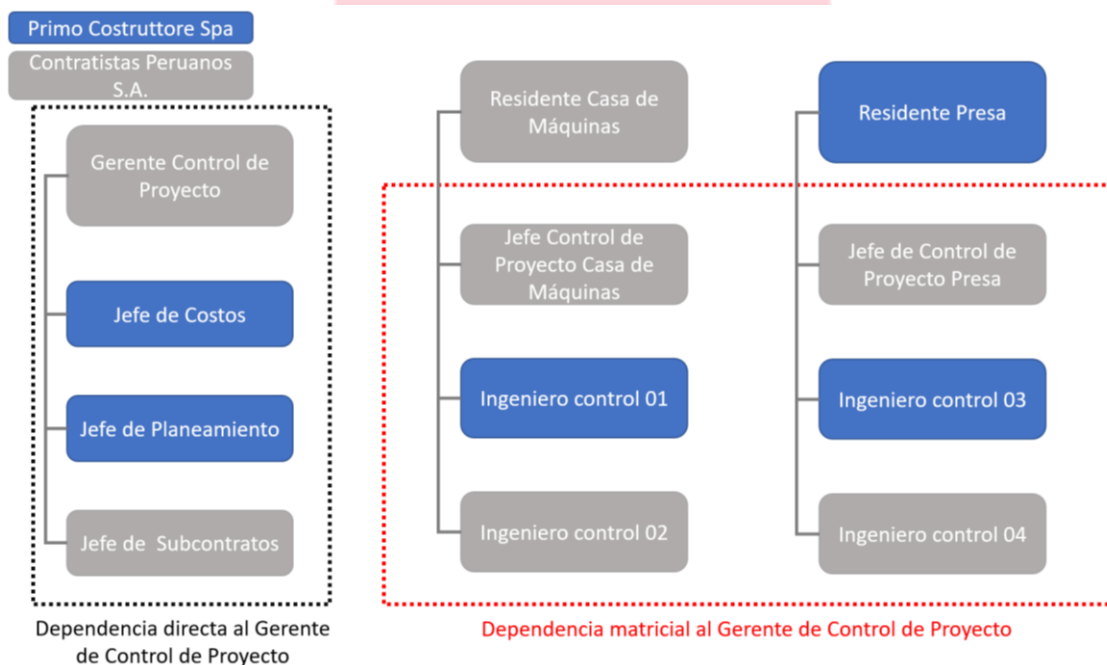 Primo Costruttore Spa
Contratistas Peruanos
S.A.
Gerente Control de
Proyecto
Jefe de Costos
Jefe de Planeamiento
Jefe de Subcontratos
Dependencia directa al Gerente
de Control de Proyecto
Residente Casa de
Máquinas
Jefe Control de
Proyecto Casa de
Máquinas
Ingeniero control 01
Ingeniero control 02
Residente Presa
Jefe de Control de
Proyecto Presa
Ingeniero control 03
Ingeniero control 04
Dependencia matricial al Gerente de Control de Proyecto